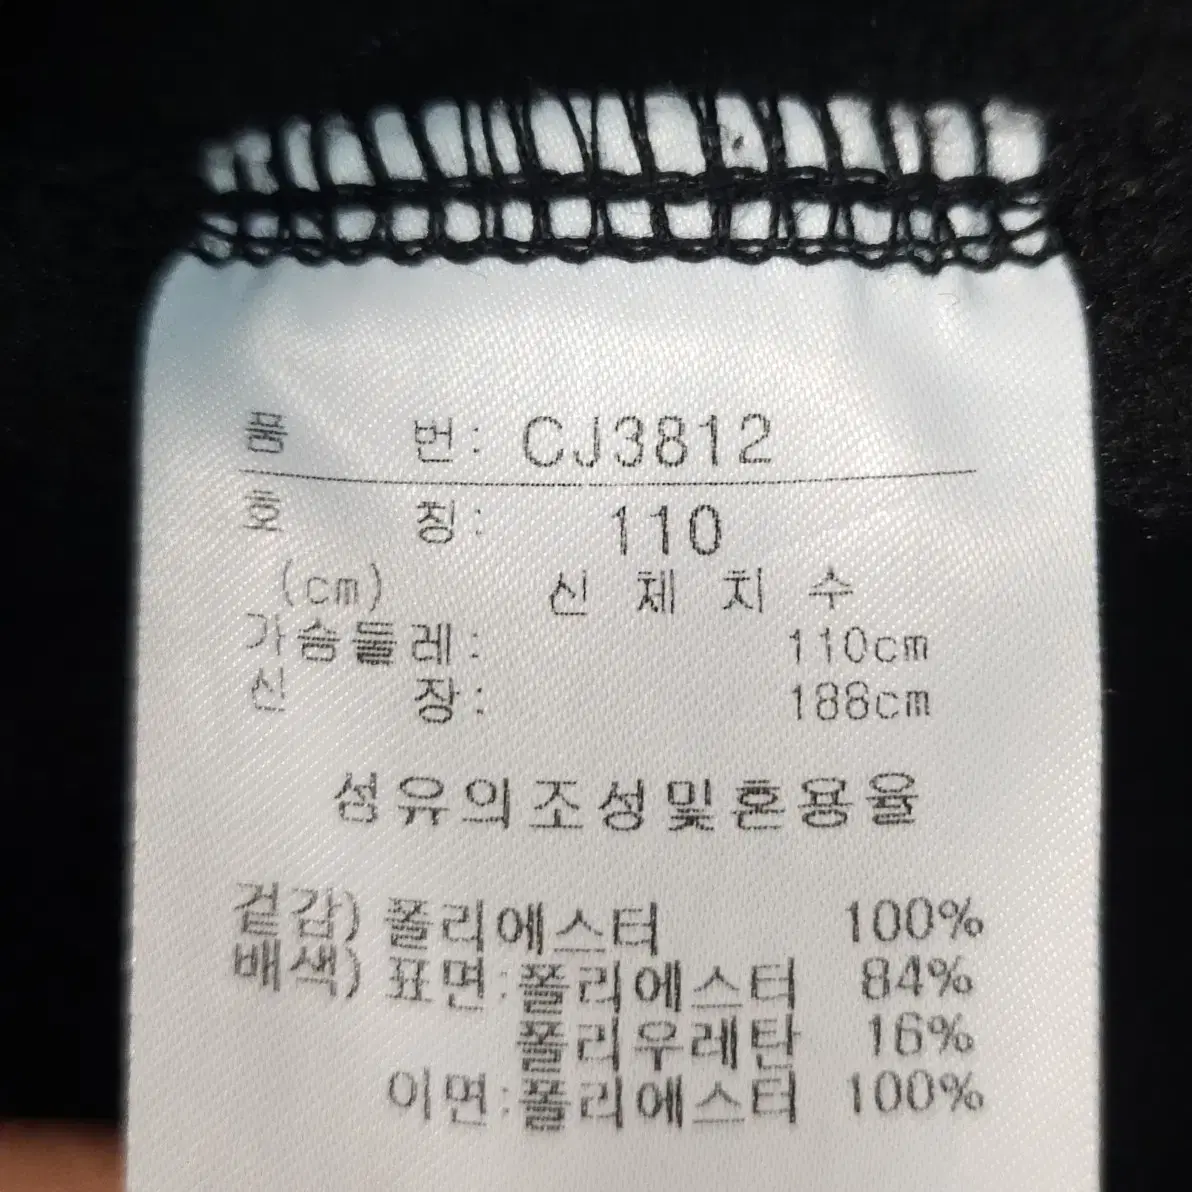 품 번: CJ3812
호 칭: 110
(cm) 신 체 치 수
가슴둘레: 110cm
신 장: 188cm
섬유의조성및혼용율
겉감) 폴리에스터 100%
배색) 표면:폴리에스터 84%
폴리우레탄 16%
이면:폴리에스터 100%